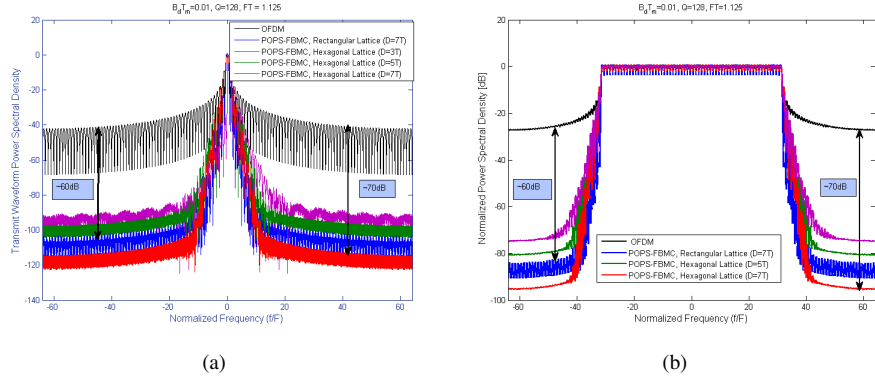 B_dT_m=0.01, Q=128, FT = 1.125
20
0
-20
-40
-60
-80
-100
-120
-140
Transmit Waveform Power Spectral Density
OFDM
POPS-FBMC, Rectangular Lattice (D=7T)
POPS-FBMC, Hexagonal Lattice (D=3T)
POPS-FBMC, Hexagonal Lattice (D=5T)
POPS-FBMC, Hexagonal Lattice (D=7T)
~60dB
~70dB
-60 -40 -20 0 20 40 60
Normalized Frequency (f/F)
(a)
B_dT_m=0.01, Q=128, FT=1.125
20
0
-20
-40
-60
-80
-100
Normalized Power Spectral Density [dB]
~60dB
~70dB
OFDM
POPS-FBMC, Rectangular Lattice (D=7T)
POPS-FBMC, Hexagonal Lattice (D=5T)
POPS-FBMC, Hexagonal Lattice (D=7T)
-60 -40 -20 0 20 40 60
Normalized Frequency (f/F)
(b)